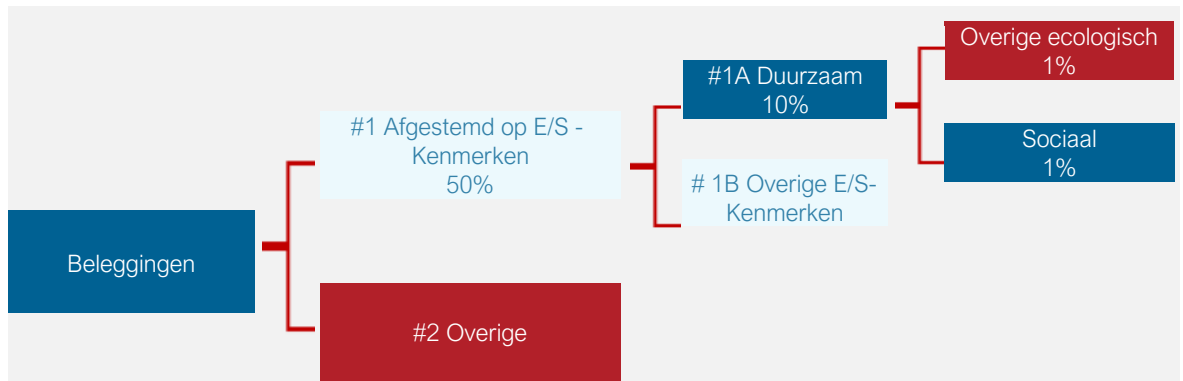 Beleggingen
#1 Afgestemd op E/S -
Kenmerken
50%
#2 Overige
#1A Duurzaam
10%
# 1B Overige E/S-
Kenmerken
Overige ecologisch
1%
Sociaal
1%